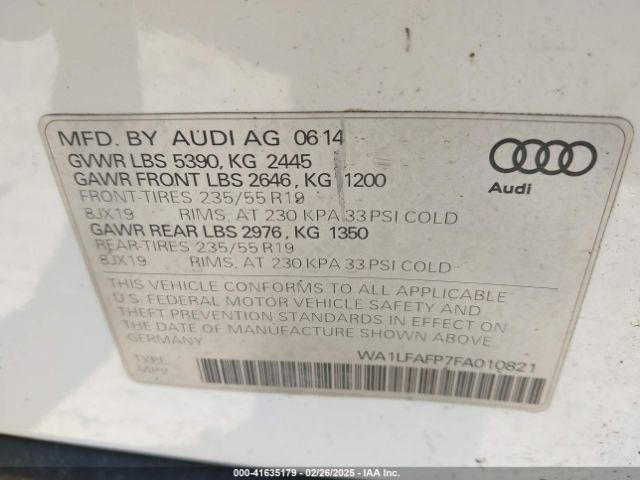 MFD. BY AUDI AG 06 14
GVWR LBS 5390, KG 2445
GAWR FRONT LBS 2646, KG 1200
FRONT-TIRES 235/55 R19
8JX19 RIMS, AT 230 KPA 33 PSI COLD
GAWR REAR LBS 2976, KG 1350
REAR-TIRES 235/55 R19
8JX19 RIMS, AT 230 KPA 33 PSI COLD
Audi
THIS VEHICLE CONFORMS TO ALL APPLICABLE
U.S. FEDERAL MOTOR VEHICLE SAFETY AND
THEFT PREVENTION STANDARDS IN EFFECT ON
THE DATE OF MANUFACTURE SHOWN ABOVE.
GERMANY
TYPE:
MPV
WA1LFAFP7FA010821
000-41635179 — 02/26/2025 — IAA Inc.